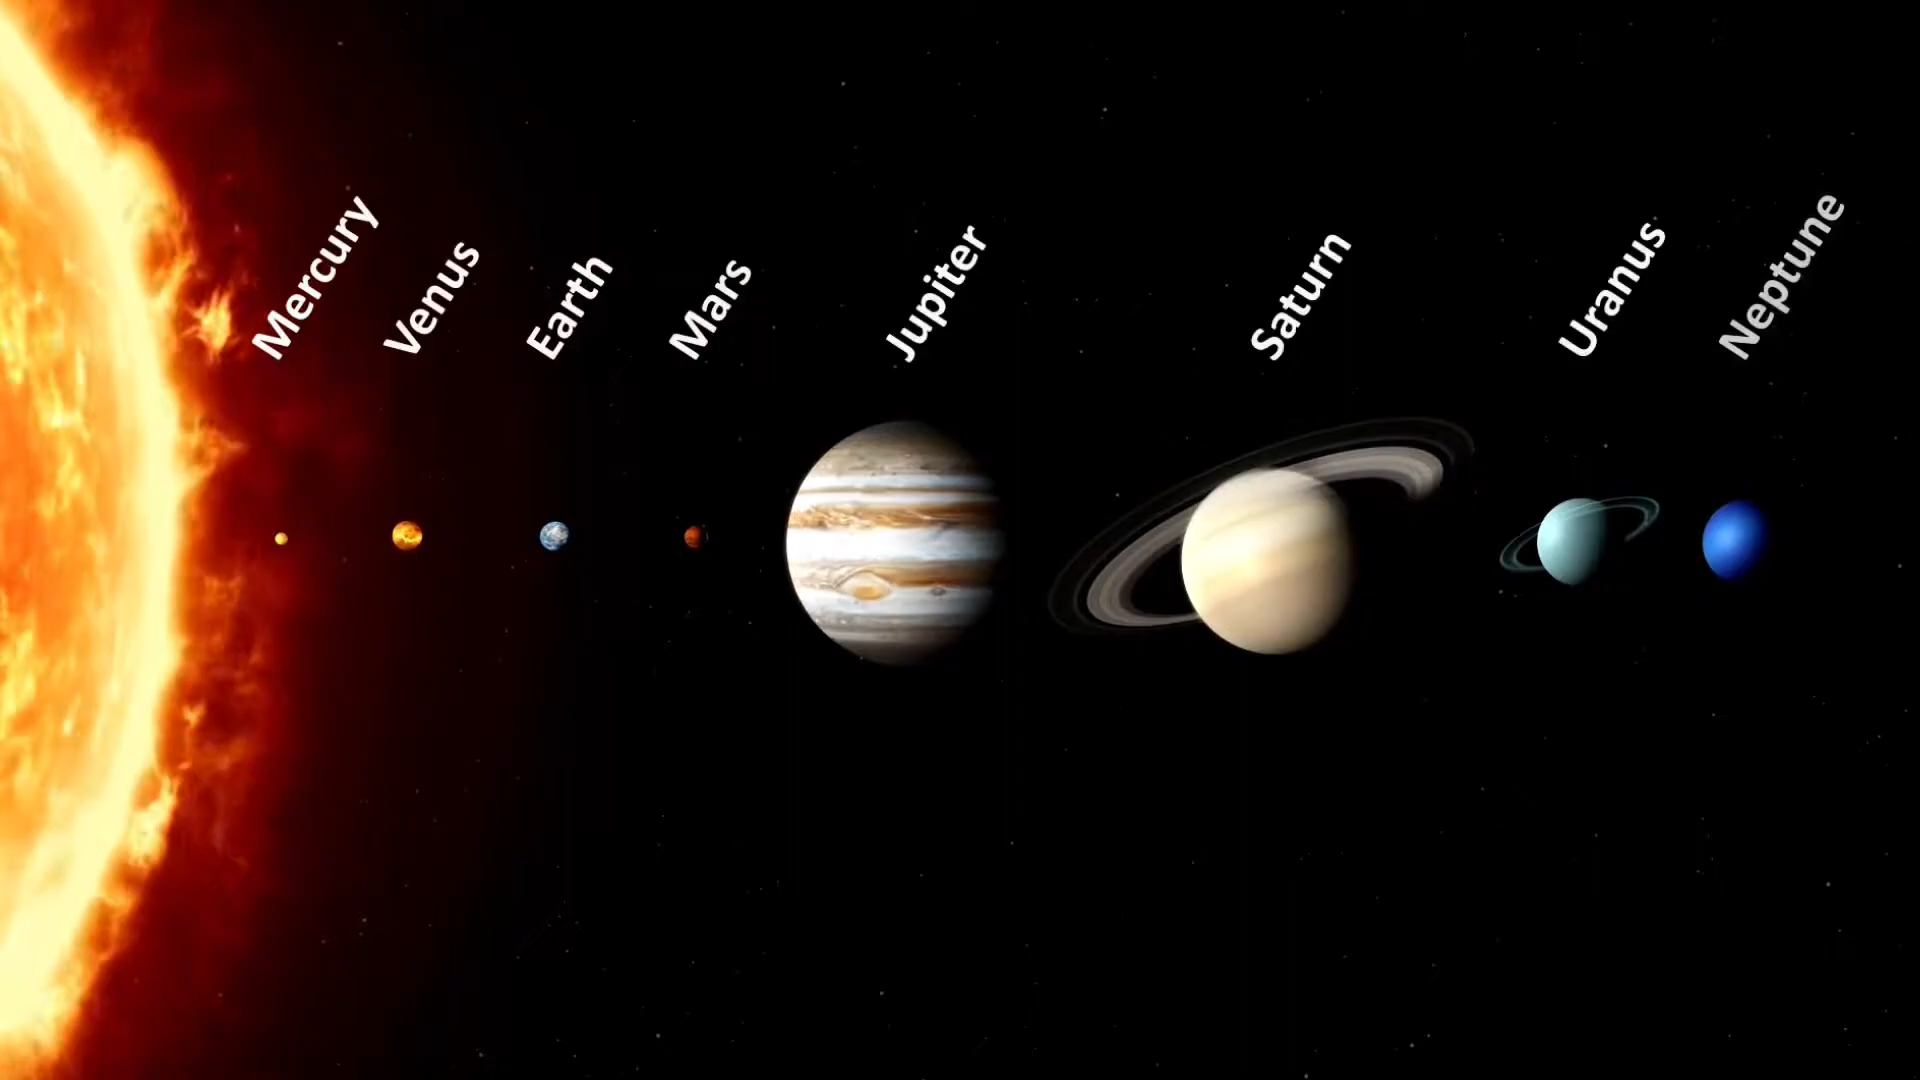 Mercury
Venus
Earth
Mars
Jupiter
Saturn
Uranus
Neptune